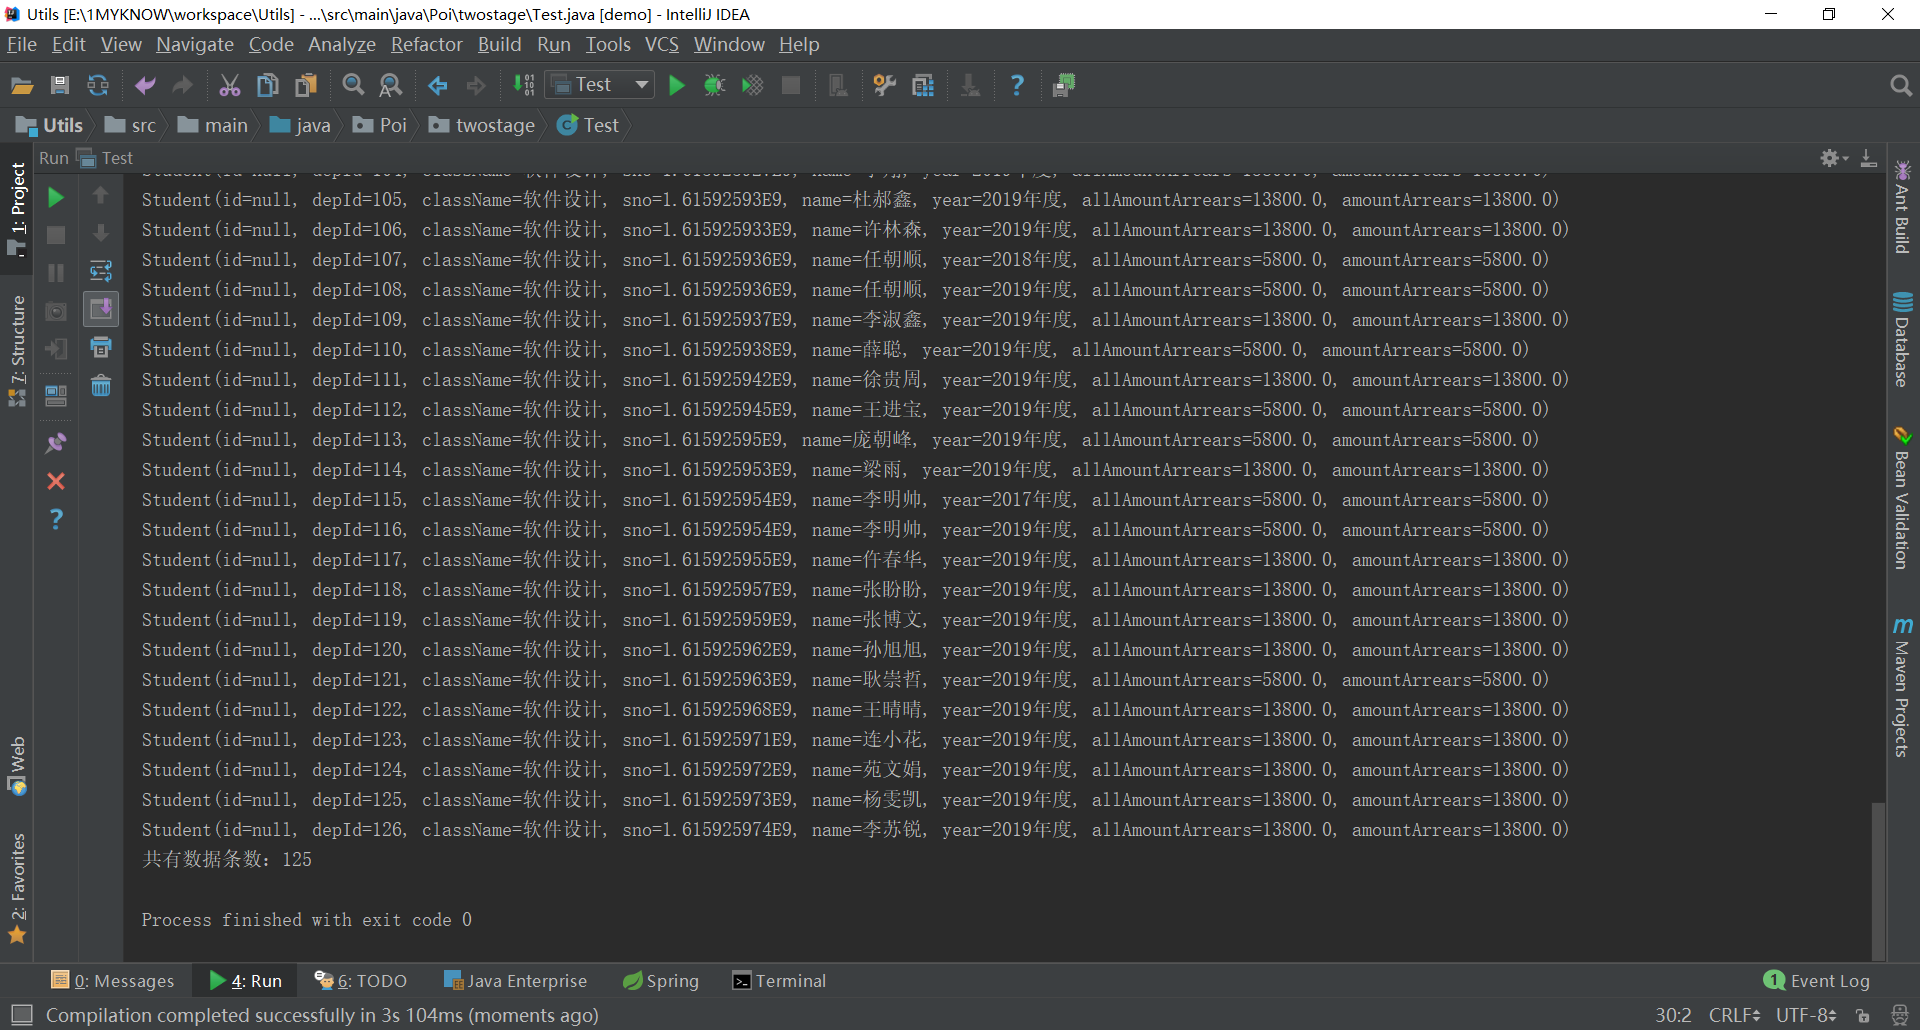 Utils [E:\1MYKNOW\workspace\Utils] - ...\src\main\java\Poi\twostage\Test.java [demo] - IntelliJ IDEA
File Edit View Navigate Code Analyze Refactor Build Run Tools VCS Window Help
Test
Utils src main java Poi twostage Test
Run Test
1: Project
7: Structure
Web
2: Favorites
Student(id=null, depId=105, className=软件设计, sno=1.61592593E9, name=杜郝鑫, year=2019年度, allAmountArrears=13800.0, amountArrears=13800.0)
Student(id=null, depId=106, className=软件设计, sno=1.615925933E9, name=许林森, year=2019年度, allAmountArrears=13800.0, amountArrears=13800.0)
Student(id=null, depId=107, className=软件设计, sno=1.615925936E9, name=任朝顺, year=2018年度, allAmountArrears=5800.0, amountArrears=5800.0)
Student(id=null, depId=108, className=软件设计, sno=1.615925936E9, name=任朝顺, year=2019年度, allAmountArrears=5800.0, amountArrears=5800.0)
Student(id=null, depId=109, className=软件设计, sno=1.615925937E9, name=李淑鑫, year=2019年度, allAmountArrears=13800.0, amountArrears=13800.0)
Student(id=null, depId=110, className=软件设计, sno=1.615925938E9, name=薛聪, year=2019年度, allAmountArrears=5800.0, amountArrears=5800.0)
Student(id=null, depId=111, className=软件设计, sno=1.615925942E9, name=徐贵周, year=2019年度, allAmountArrears=13800.0, amountArrears=13800.0)
Student(id=null, depId=112, className=软件设计, sno=1.615925945E9, name=王进宝, year=2019年度, allAmountArrears=5800.0, amountArrears=5800.0)
Student(id=null, depId=113, className=软件设计, sno=1.61592595E9, name=庞朝峰, year=2019年度, allAmountArrears=5800.0, amountArrears=5800.0)
Student(id=null, depId=114, className=软件设计, sno=1.615925953E9, name=梁雨, year=2019年度, allAmountArrears=13800.0, amountArrears=13800.0)
Student(id=null, depId=115, className=软件设计, sno=1.615925954E9, name=李明帅, year=2017年度, allAmountArrears=5800.0, amountArrears=5800.0)
Student(id=null, depId=116, className=软件设计, sno=1.615925954E9, name=李明帅, year=2019年度, allAmountArrears=5800.0, amountArrears=5800.0)
Student(id=null, depId=117, className=软件设计, sno=1.615925955E9, name=仵春华, year=2019年度, allAmountArrears=13800.0, amountArrears=13800.0)
Student(id=null, depId=118, className=软件设计, sno=1.615925957E9, name=张盼盼, year=2019年度, allAmountArrears=13800.0, amountArrears=13800.0)
Student(id=null, depId=119, className=软件设计, sno=1.615925959E9, name=张博文, year=2019年度, allAmountArrears=13800.0, amountArrears=13800.0)
Student(id=null, depId=120, className=软件设计, sno=1.615925962E9, name=孙旭旭, year=2019年度, allAmountArrears=13800.0, amountArrears=13800.0)
Student(id=null, depId=121, className=软件设计, sno=1.615925963E9, name=耿崇哲, year=2019年度, allAmountArrears=5800.0, amountArrears=5800.0)
Student(id=null, depId=122, className=软件设计, sno=1.615925968E9, name=王晴晴, year=2019年度, allAmountArrears=13800.0, amountArrears=13800.0)
Student(id=null, depId=123, className=软件设计, sno=1.615925971E9, name=连小花, year=2019年度, allAmountArrears=13800.0, amountArrears=13800.0)
Student(id=null, depId=124, className=软件设计, sno=1.615925972E9, name=苑文娟, year=2019年度, allAmountArrears=13800.0, amountArrears=13800.0)
Student(id=null, depId=125, className=软件设计, sno=1.615925973E9, name=杨雯凯, year=2019年度, allAmountArrears=13800.0, amountArrears=13800.0)
Student(id=null, depId=126, className=软件设计, sno=1.615925974E9, name=李苏锐, year=2019年度, allAmountArrears=13800.0, amountArrears=13800.0)
共有数据条数: 125
Process finished with exit code 0
Ant Build
Database
Bean Validation
Maven Projects
0: Messages 4: Run 6: TODO Java Enterprise Spring Terminal 1 Event Log
Compilation completed successfully in 3s 104ms (moments ago) 30:2 CRLF UTF-8